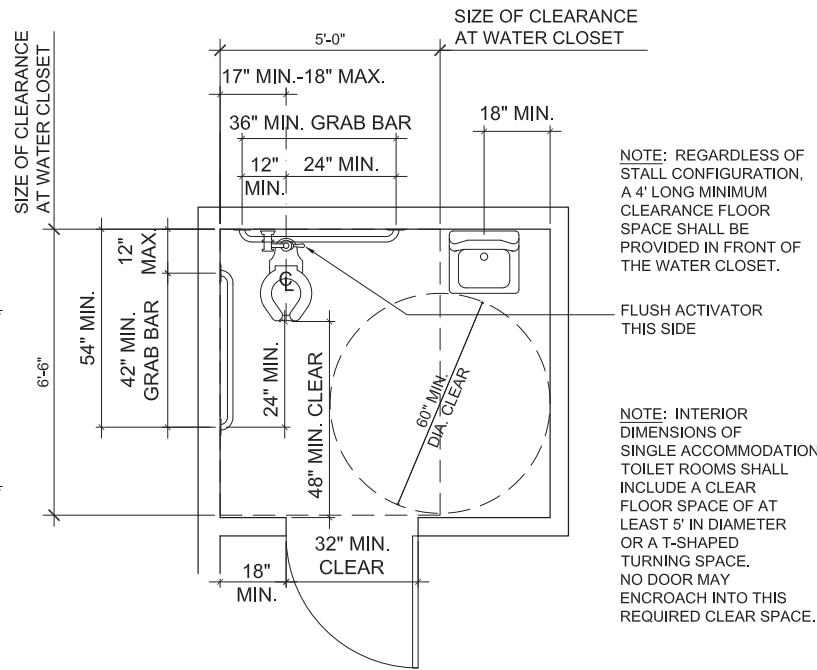 SIZE OF CLEARANCE
AT WATER CLOSET
5'-0"
SIZE OF CLEARANCE
AT WATER CLOSET
17" MIN.-18" MAX.
18" MIN.
36" MIN. GRAB BAR
12"
MIN.
24" MIN.
NOTE: REGARDLESS OF
STALL CONFIGURATION,
A 4' LONG MINIMUM
CLEARANCE FLOOR
SPACE SHALL BE
PROVIDED IN FRONT OF
THE WATER CLOSET.
12"
MAX.
54" MIN.
42" MIN.
GRAB BAR
6'-6"
CL
24" MIN.
48" MIN. CLEAR
60" MIN.
DIA. CLEAR
FLUSH ACTIVATOR
THIS SIDE
NOTE: INTERIOR
DIMENSIONS OF
SINGLE ACCOMMODATION
TOILET ROOMS SHALL
INCLUDE A CLEAR
FLOOR SPACE OF AT
LEAST 5' IN DIAMETER
OR A T-SHAPED
TURNING SPACE.
NO DOOR MAY
ENCROACH INTO THIS
REQUIRED CLEAR SPACE.
18"
MIN.
32" MIN.
CLEAR